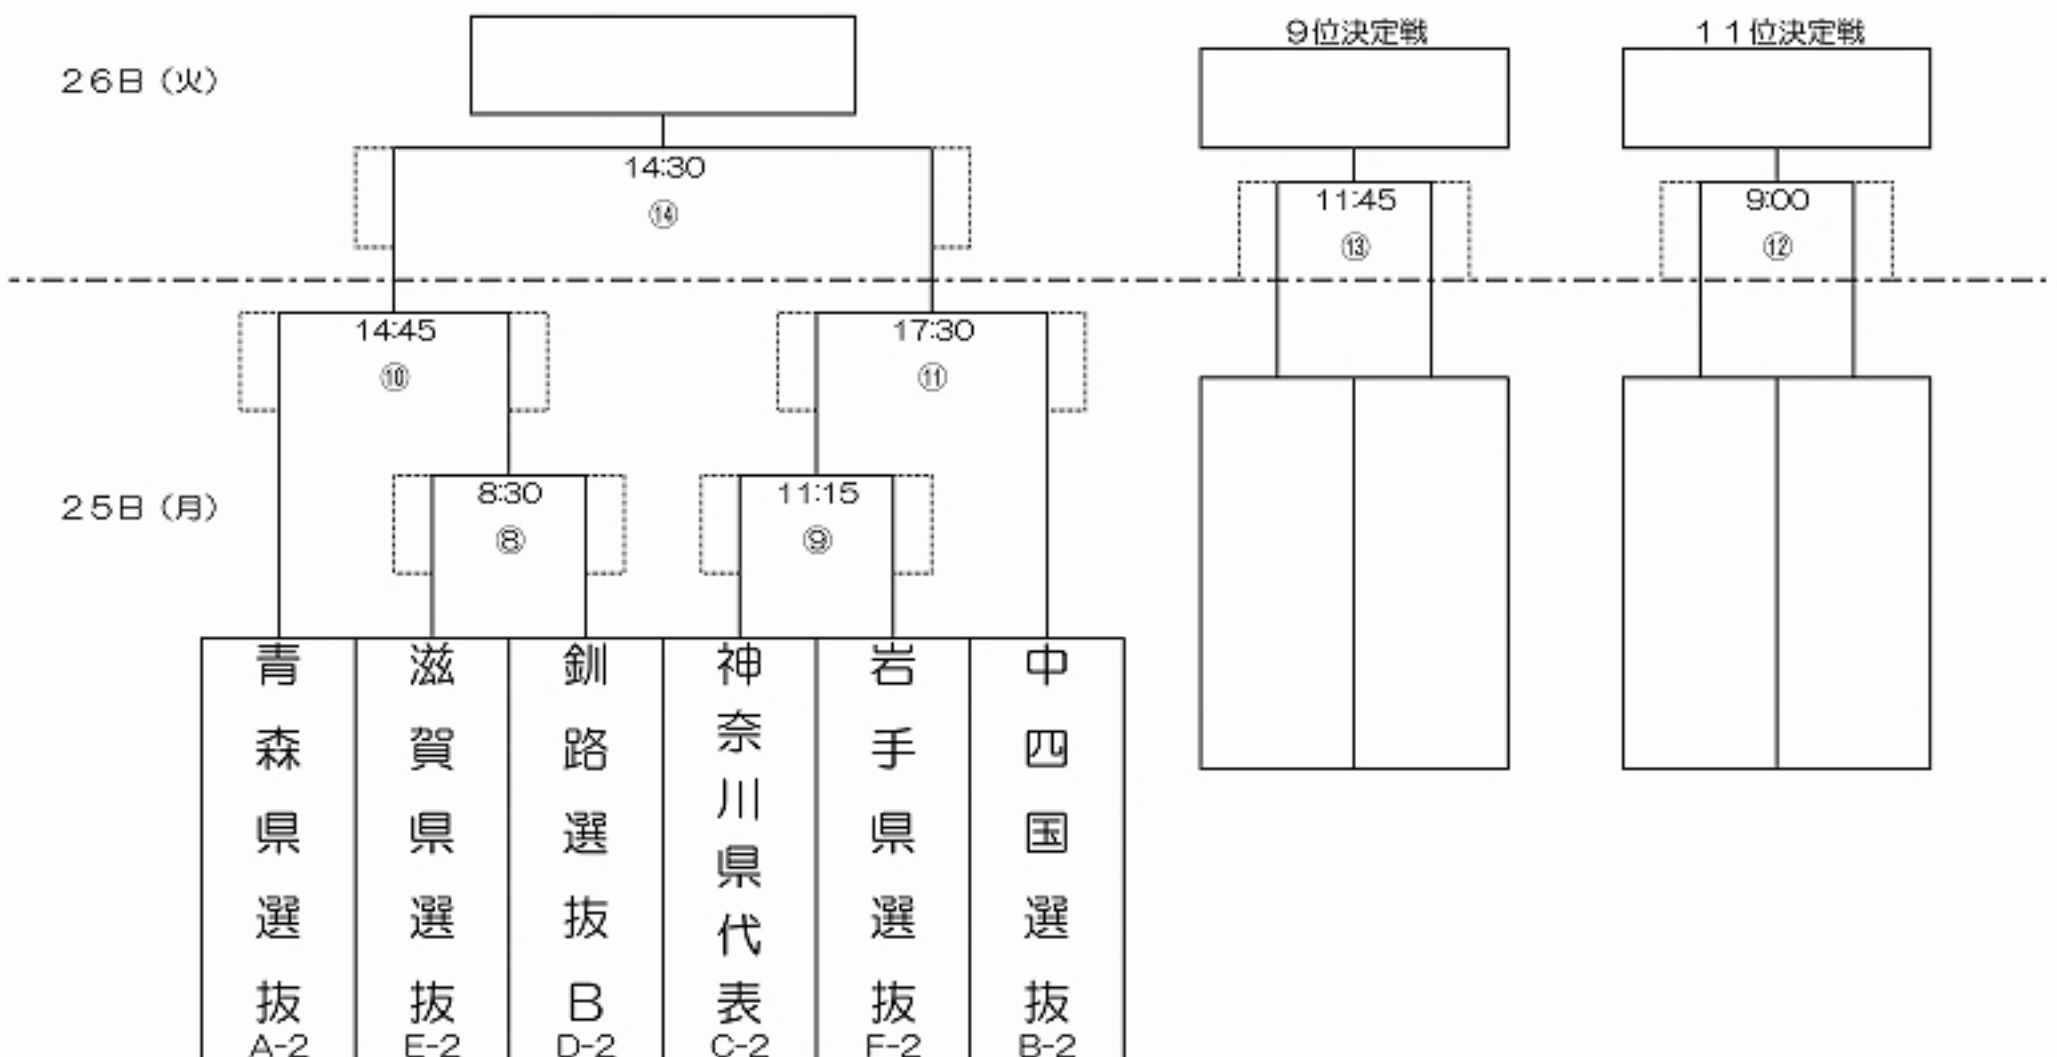 9位決定戦
11位決定戦
26日(火)
14:30
⑭
11:45
⑬
9:00
⑫
14:45
⑩
17:30
⑪
25日(月)
8:30
⑧
11:15
⑨
青森県選抜
A-2
滋賀県選抜
E-2
釧路選抜B
D-2
神奈川県代表
C-2
岩手県選抜
F-2
中四国選抜
B-2